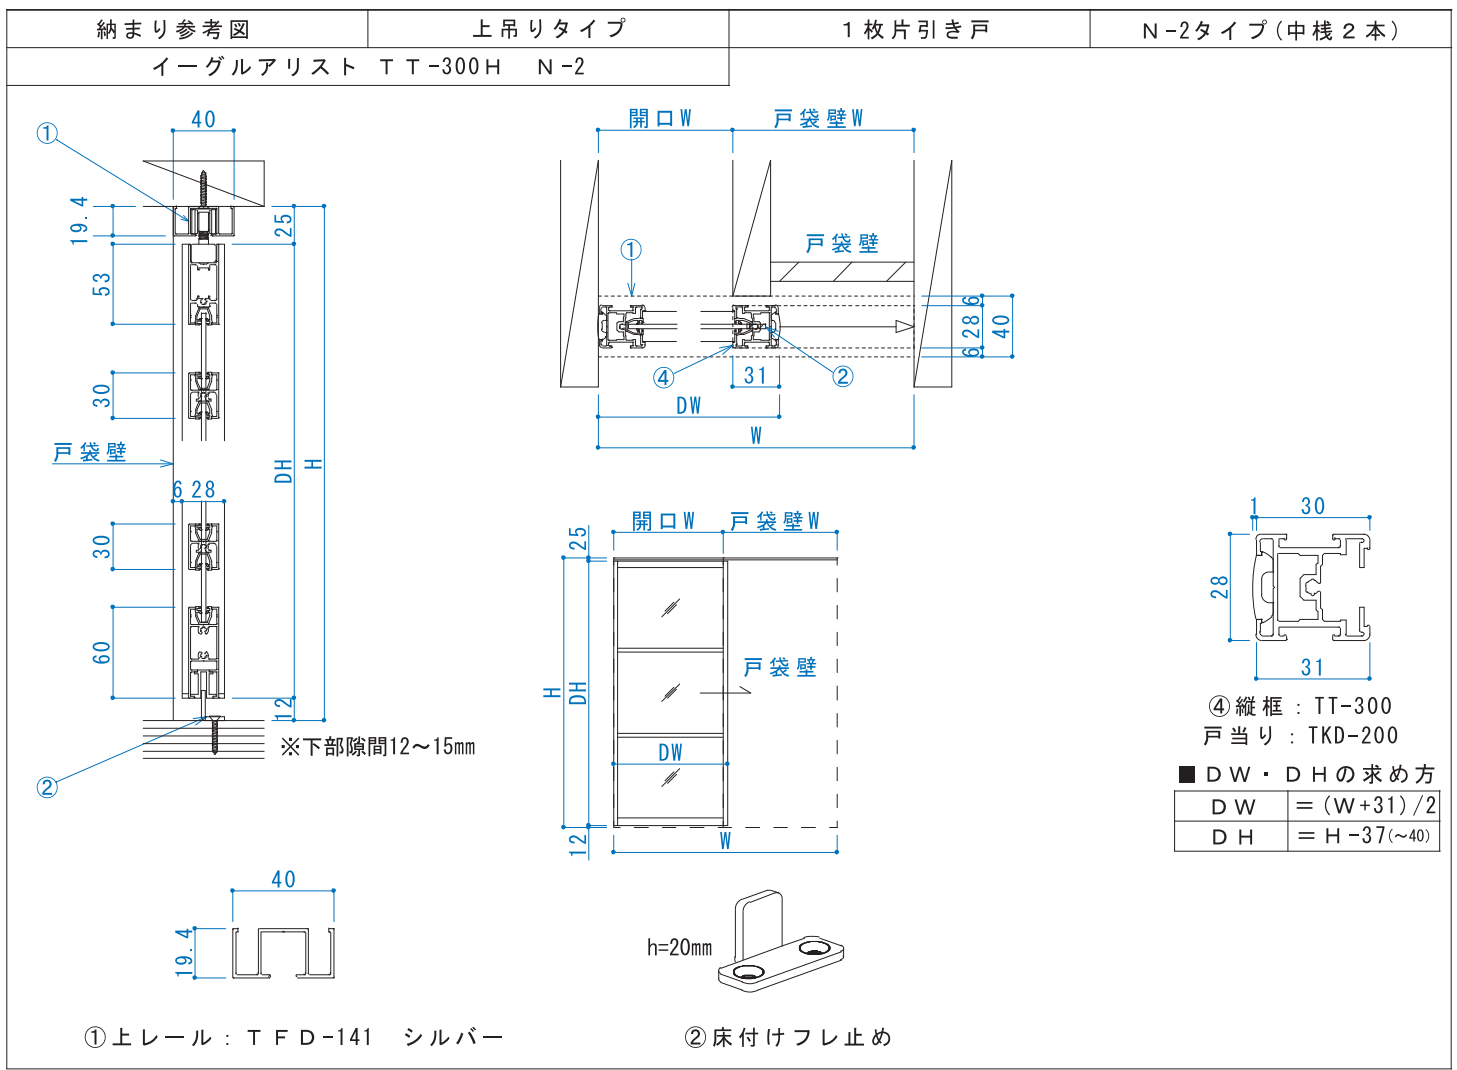 納まり参考図
上吊りタイプ
1枚片引き戸
N-2タイプ(中桟2本)
イーグルアリスト TT-300H N-2
① 40
19.4
25
53
30
戸袋壁
DH
H
6 28
30
60
12
※下部隙間12～15mm
②
開口W 戸袋壁W
戸袋壁
①
6
28
40
6
④ 31 ②
DW
W
開口W 戸袋壁W
25
H
DH
戸袋壁
DW
12
W
1 30
28
31
④縦框:TT-300
戸当り:TKD-200
■DW・DHの求め方
DW =(W+31)/2
DH =H-37(～40)
40
19.4
①上レール:TFD-141 シルバー
h=20mm
②床付けフレ止め